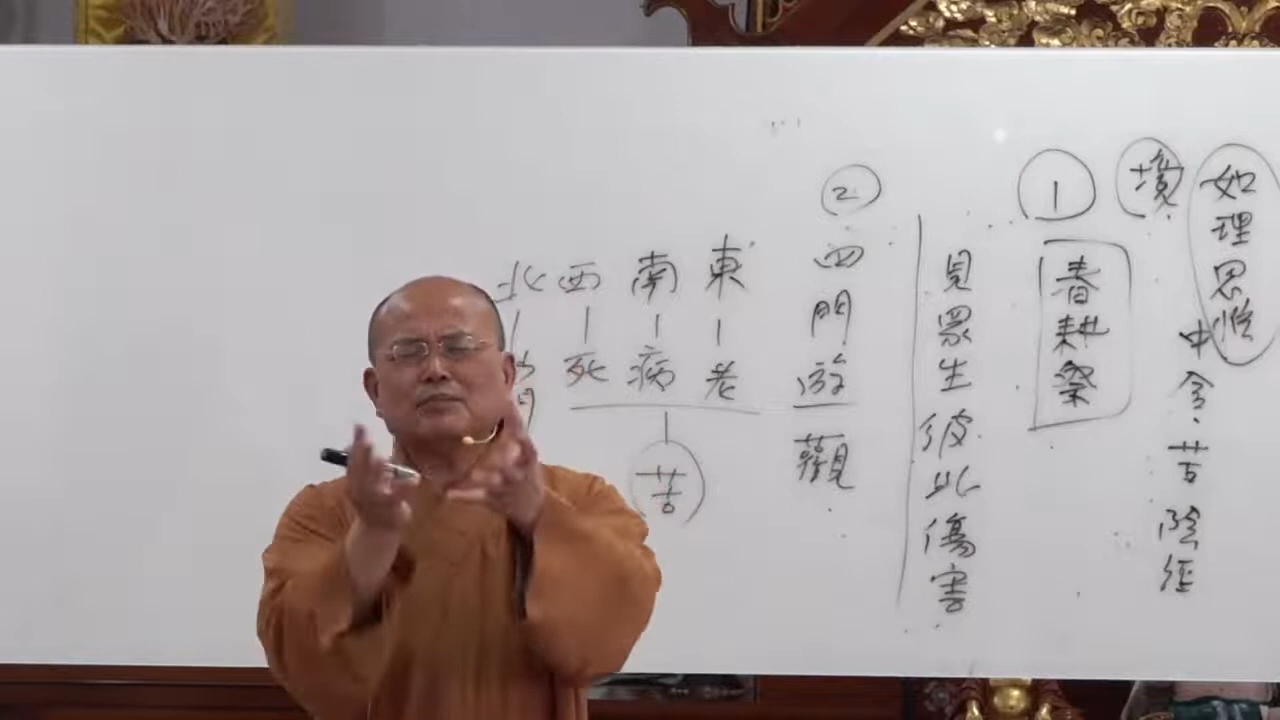 如理思惟
境
中含苦陰經
①
春耕祭
見眾生彼此傷害
②
四門遊觀
東—老
南—病
西—死
北
苦